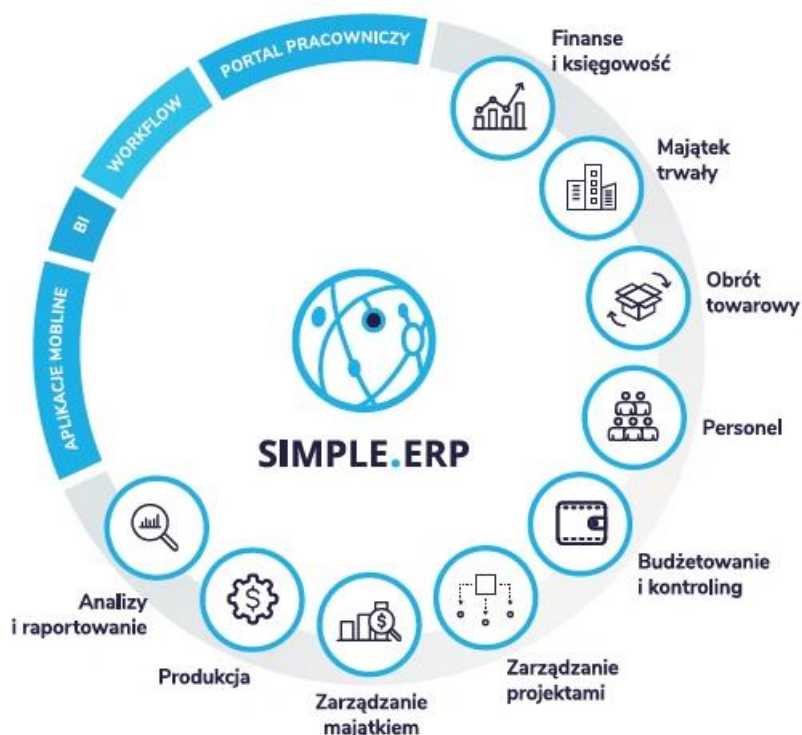 PORTAL PRACOWNICZY
WORKFLOW
BI
APLIKACJE MOBLINE
Finanse
i księgowość
Majątek
trwały
Obrót
towarowy
Personel
Budżetowanie
i kontroling
Zarządzanie
projektami
Zarządzanie
majątkiem
Produkcja
Analizy
i raportowanie
SIMPLE.ERP